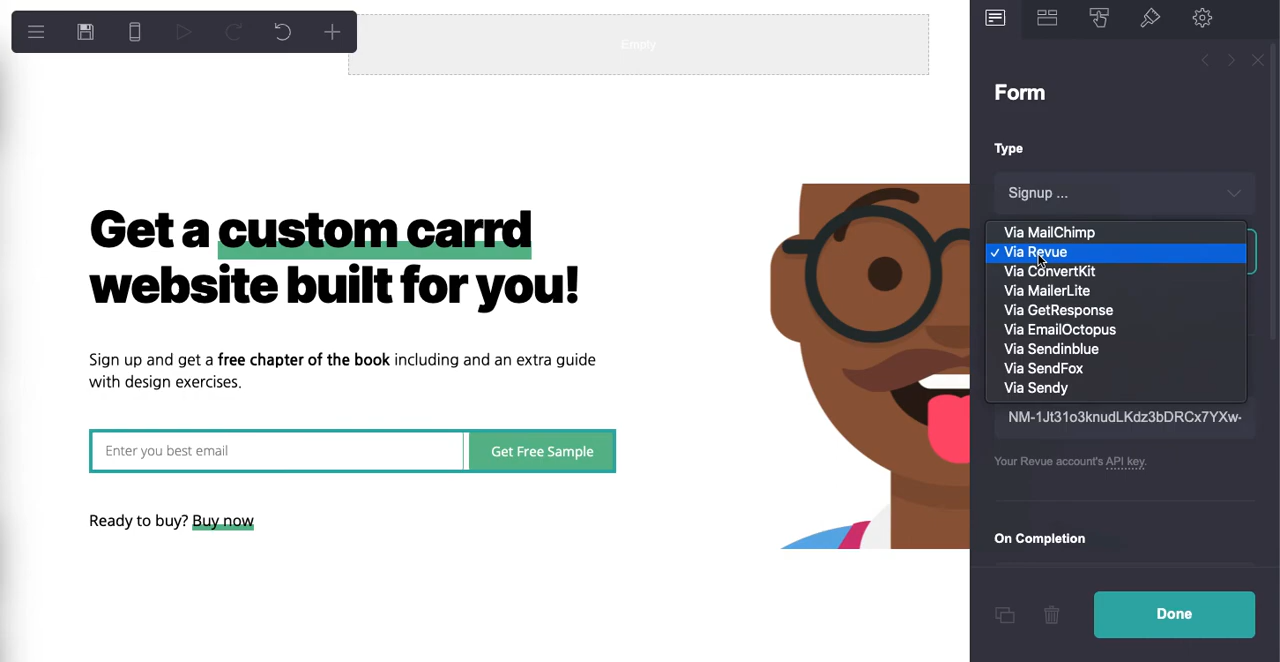 Empty
Get a custom carrd
website built for you!
Sign up and get a free chapter of the book including and an extra guide
with design exercises.
Enter you best email
Get Free Sample
Ready to buy? Buy now
Form
Type
Signup ...
Via MailChimp
✓ Via Revue
Via ConvertKit
Via MailerLite
Via GetResponse
Via EmailOctopus
Via Sendinblue
Via SendFox
Via Sendy
NM-1Jt31o3knudLKdz3bDRCx7YXw-
Your Revue account's API key.
On Completion
Done